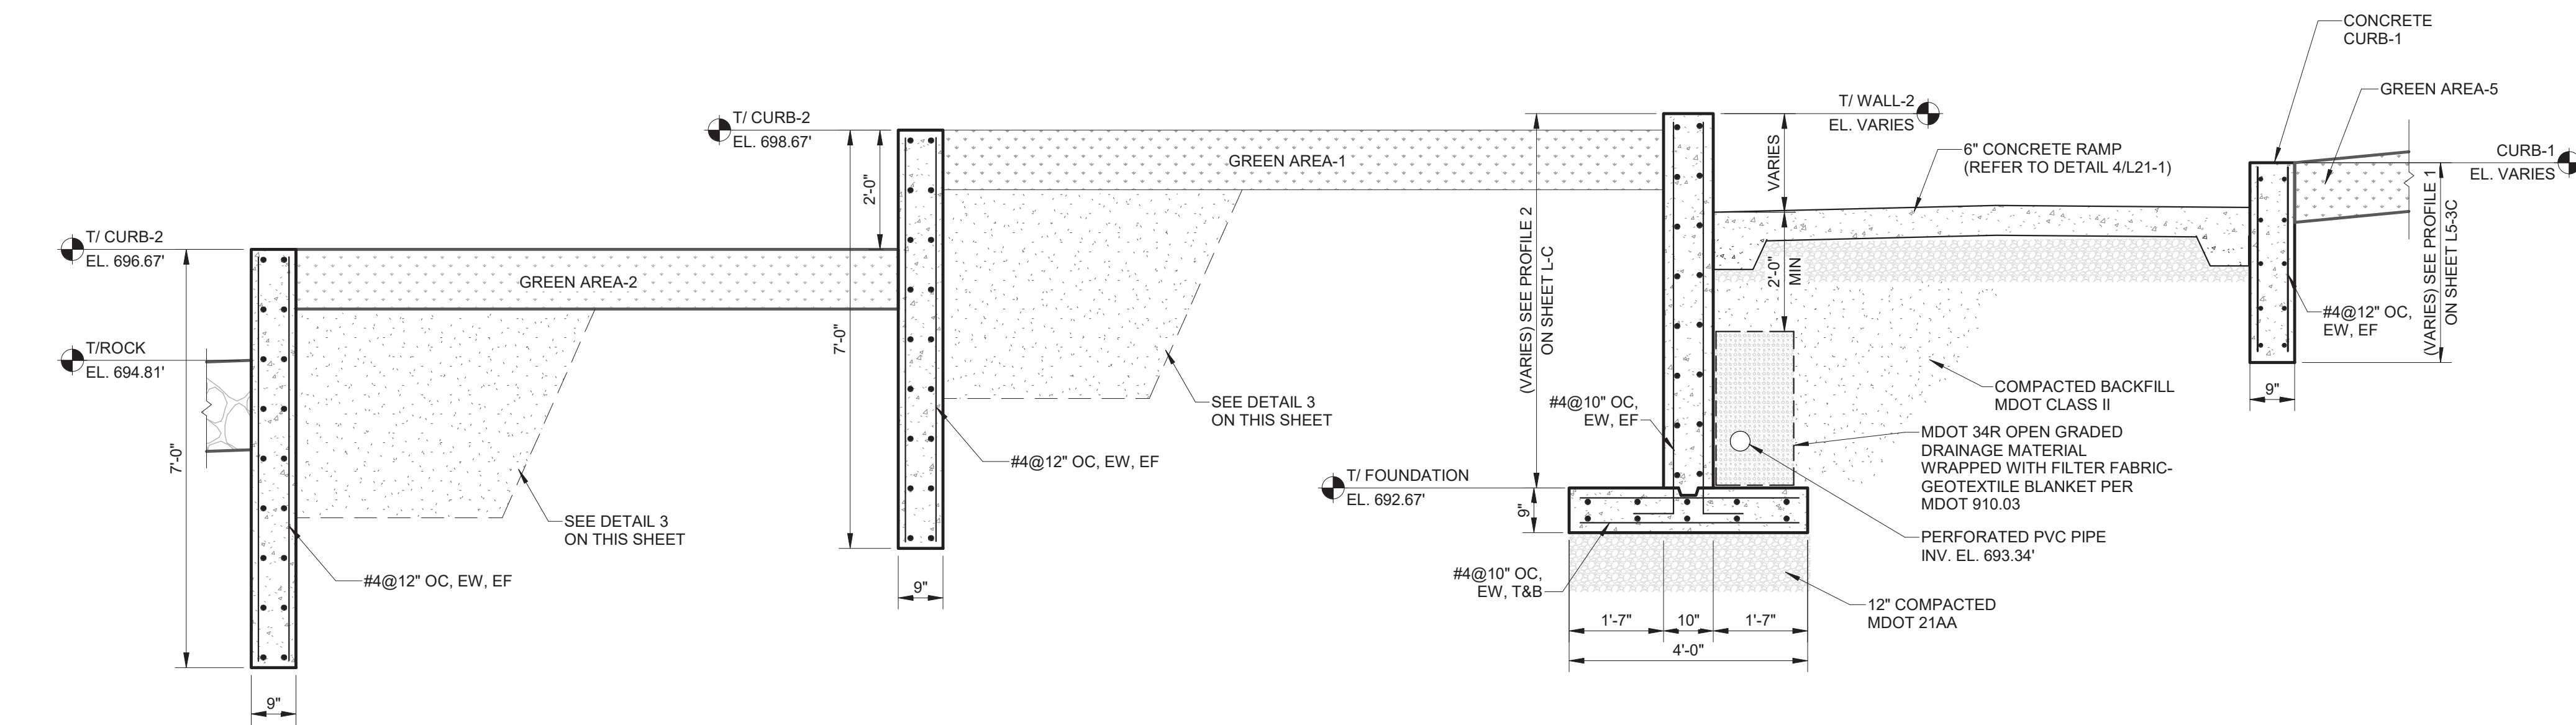 CONCRETE
CURB-1
GREEN AREA-5
T/ WALL-2
EL. VARIES
T/ CURB-2
EL. 698.67'
6" CONCRETE RAMP
(REFER TO DETAIL 4/L21-1)
CURB-1
EL. VARIES
GREEN AREA-1
VARIES
2'-0"
T/ CURB-2
EL. 696.67'
GREEN AREA-2
2'-0"
MIN
(VARIES) SEE PROFILE 2
ON SHEET L-C
(VARIES) SEE PROFILE 1
ON SHEET L5-3C
#4@12" OC,
EW, EF
7'-0"
T/ROCK
EL. 694.81'
7'-0"
COMPACTED BACKFILL
MDOT CLASS II
9"
SEE DETAIL 3
ON THIS SHEET
#4@10" OC,
EW, EF
MDOT 34R OPEN GRADED
DRAINAGE MATERIAL
WRAPPED WITH FILTER FABRIC-
GEOTEXTILE BLANKET PER
MDOT 910.03
#4@12" OC, EW, EF
T/ FOUNDATION
EL. 692.67'
9"
SEE DETAIL 3
ON THIS SHEET
PERFORATED PVC PIPE
INV. EL. 693.34'
#4@12" OC, EW, EF
9"
#4@10" OC,
EW, T&B
12" COMPACTED
MDOT 21AA
1'-7"
10"
1'-7"
4'-0"
9"